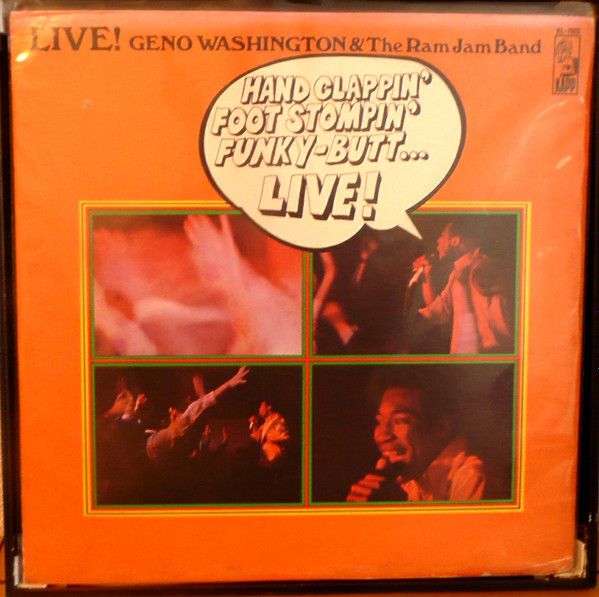 LIVE! GENO WASHINGTON & The Ram Jam Band
KAPP
HAND CLAPPIN'
FOOT STOMPIN'
FUNKY-BUTT...
LIVE!